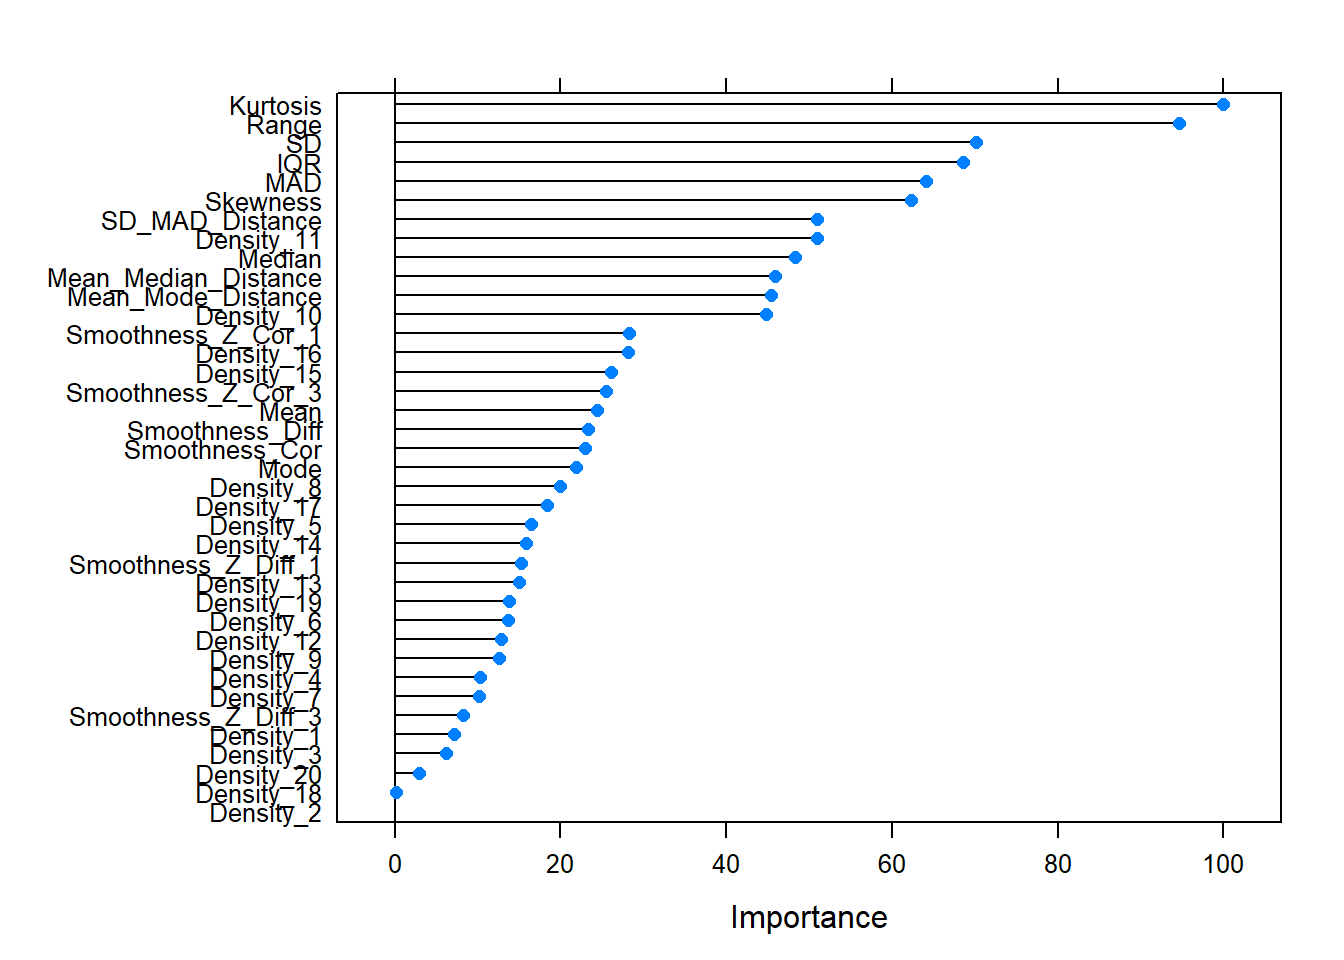 Kurtosis
Range
SD
IQR
MAD
Skewness
SD_MAD_Distance
Density_11
Median
Mean_Median_Distance
Mean_Mode_Distance
Density_10
Smoothness_Z_Cor_1
Density_16
Density_15
Smoothness_Z_Cor_3
Mean
Smoothness_Diff
Smoothness_Cor
Mode
Density_8
Density_17
Density_5
Density_14
Smoothness_Z_Diff_1
Density_13
Density_19
Density_6
Density_12
Density_9
Density_4
Density_7
Smoothness_Z_Diff_3
Density_1
Density_3
Density_20
Density_18
Density_2
0 20 40 60 80 100
Importance